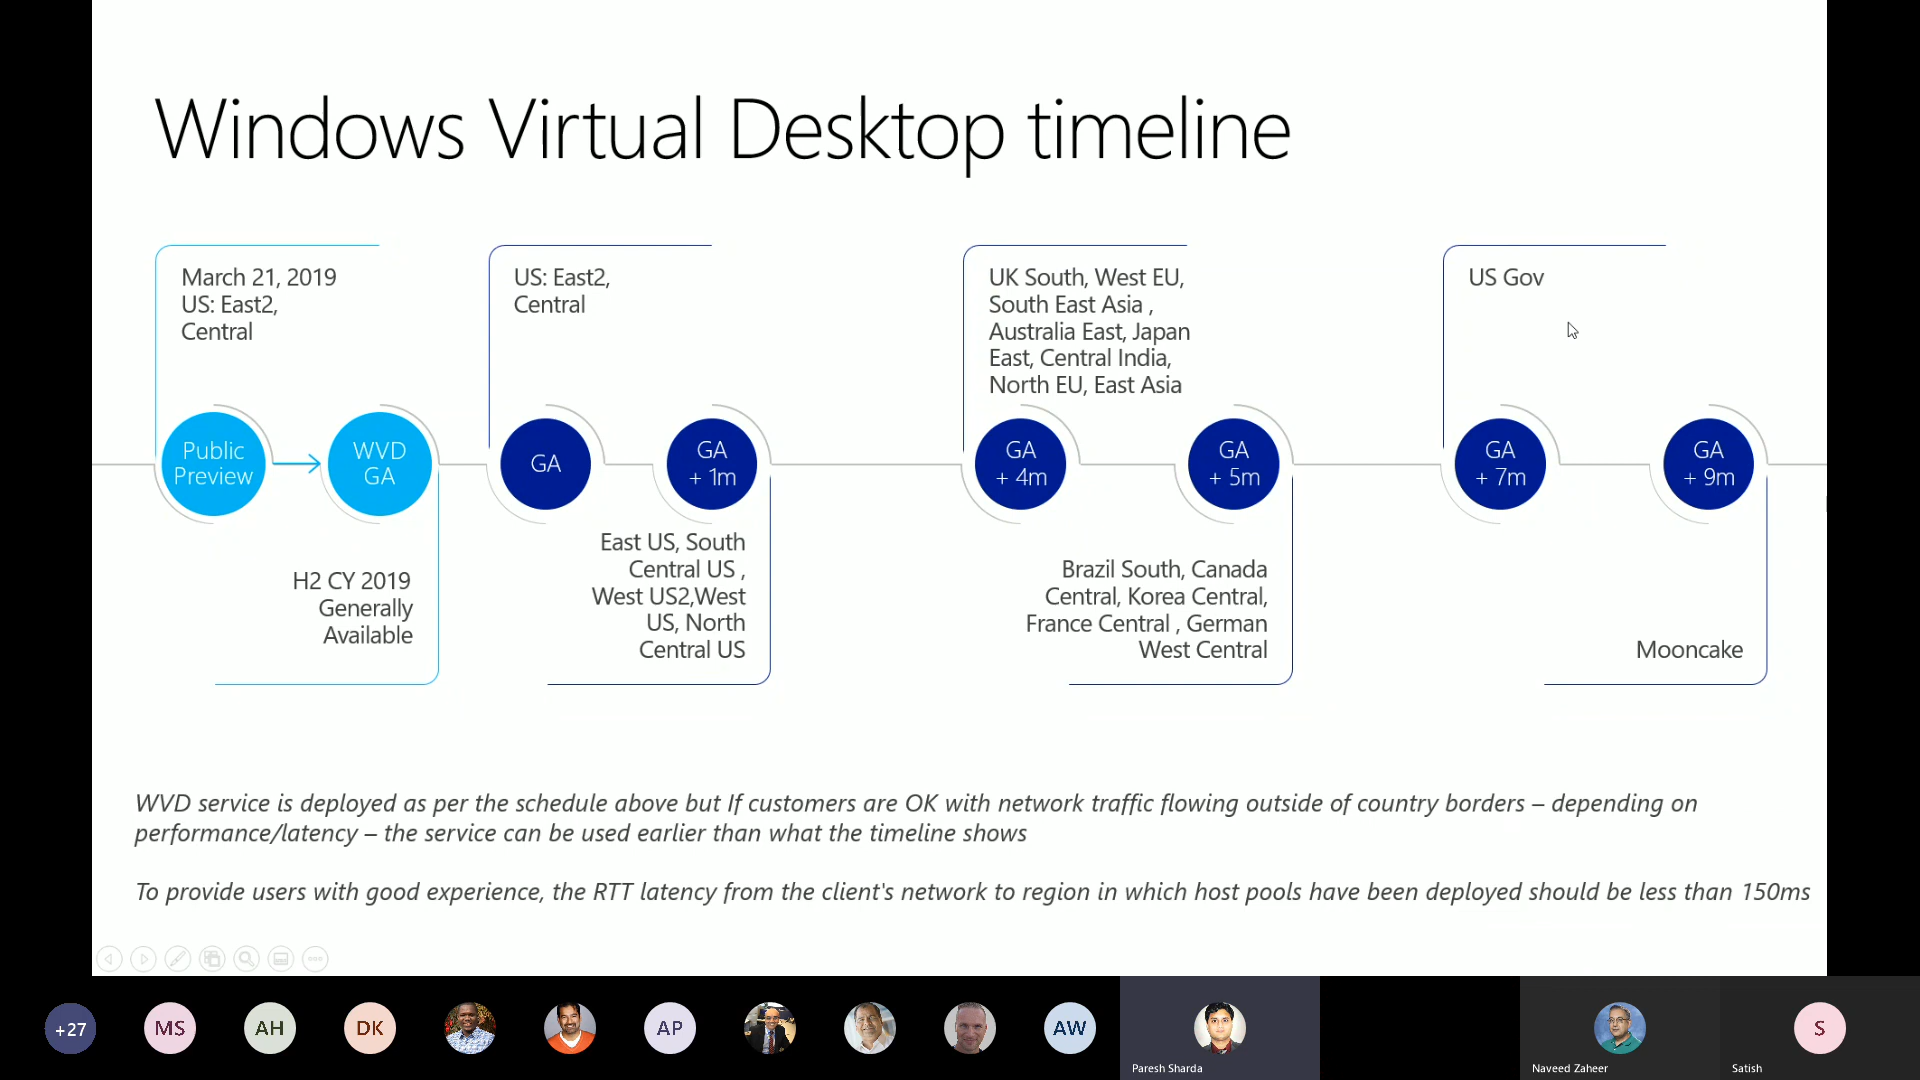 Windows Virtual Desktop timeline
March 21, 2019
US: East2,
Central
US: East2,
Central
UK South, West EU,
South East Asia ,
Australia East, Japan
East, Central India,
North EU, East Asia
US Gov
Public
Preview
WVD
GA
GA
GA
+ 1m
GA
+ 4m
GA
+ 5m
GA
+ 7m
GA
+ 9m
H2 CY 2019
Generally
Available
East US, South
Central US ,
West US2,West
US, North
Central US
Brazil South, Canada
Central, Korea Central,
France Central , German
West Central
Mooncake
WVD service is deployed as per the schedule above but If customers are OK with network traffic flowing outside of country borders – depending on
performance/latency – the service can be used earlier than what the timeline shows
To provide users with good experience, the RTT latency from the client's network to region in which host pools have been deployed should be less than 150ms
+27
MS
AH
DK
AP
AW
S
Paresh Sharda
Naveed Zaheer
Satish